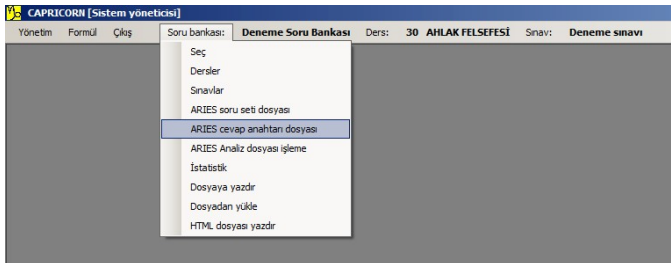 CAPRICORN [Sistem yöneticisi]
Yönetim Formül Çıkış Soru bankası: Deneme Soru Bankası Ders: 30 AHLAK FELSEFESİ Sınav: Deneme sınavı
Seç
Dersler
Sınavlar
ARIES soru seti dosyası
ARIES cevap anahtarı dosyası
ARIES Analiz dosyası işleme
İstatistik
Dosyaya yazdır
Dosyadan yükle
HTML dosyası yazdır